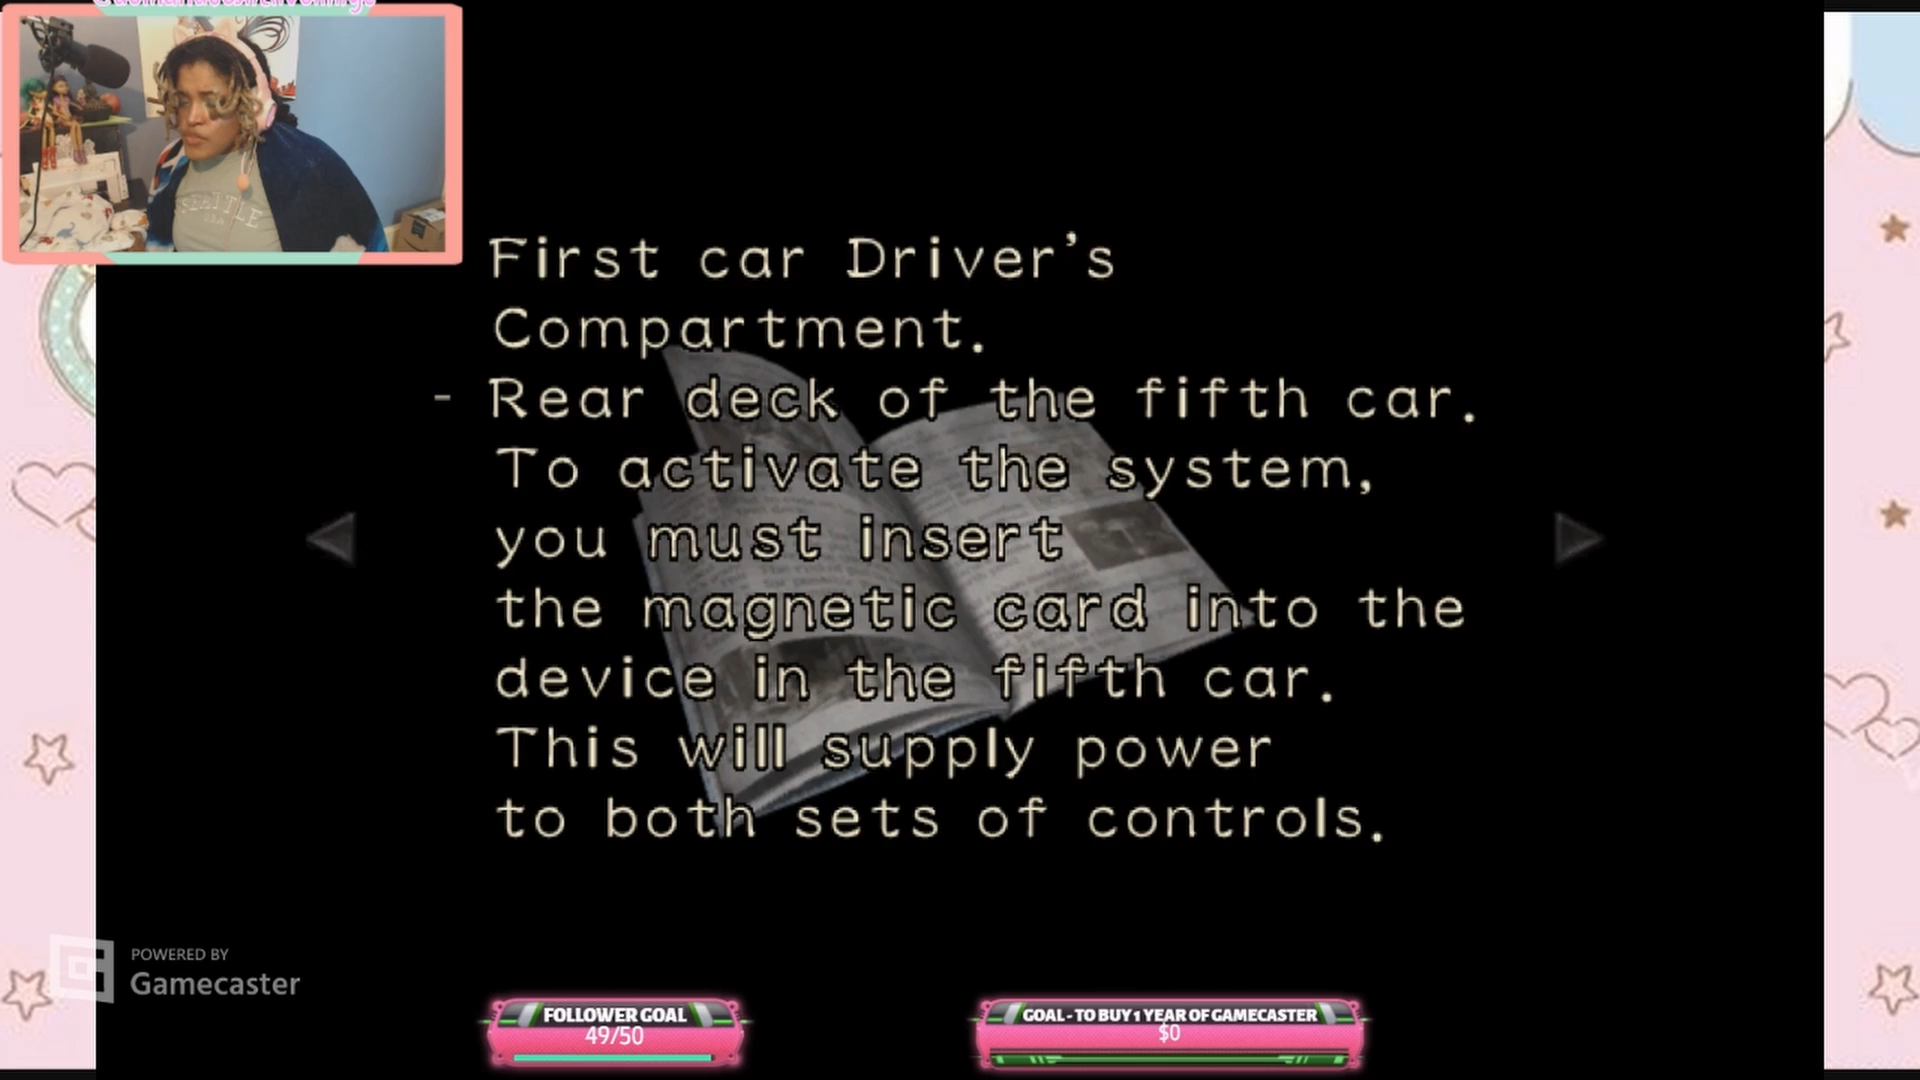 First car Driver's
Compartment.
- Rear deck of the fifth car.
To activate the system,
you must insert
the magnetic card into the
device in the fifth car.
This will supply power
to both sets of controls.
POWERED BY
Gamecaster
FOLLOWER GOAL
49/50
GOAL - TO BUY 1 YEAR OF GAMECASTER
$0